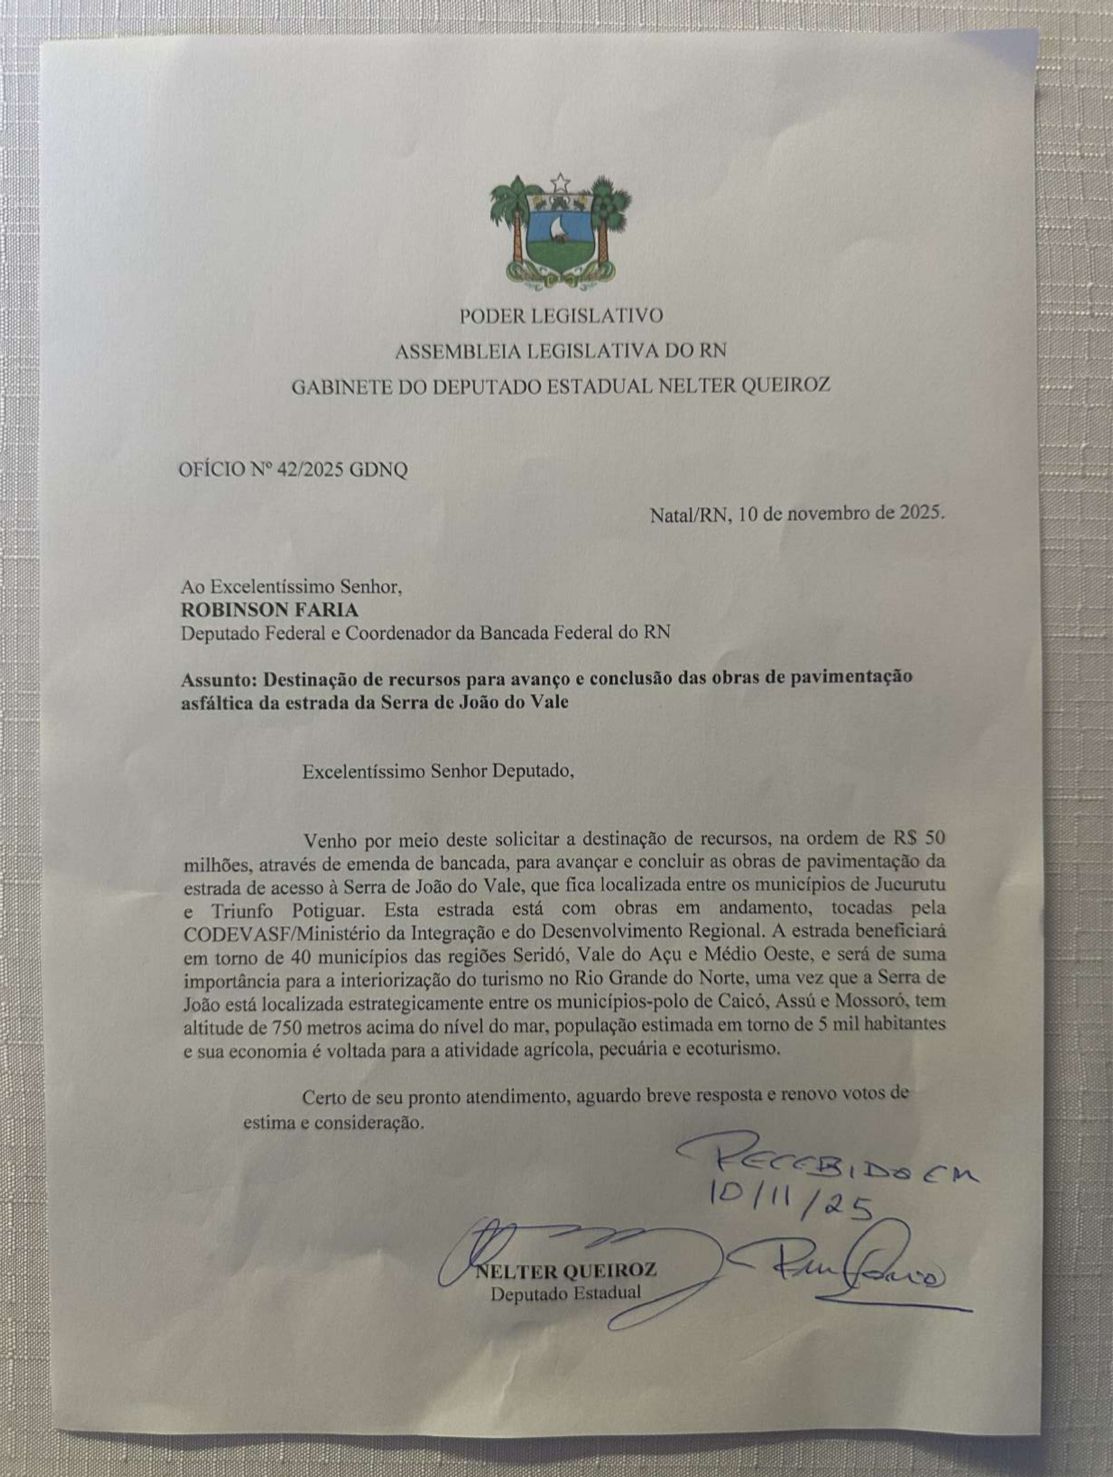 PODER LEGISLATIVO
ASSEMBLEIA LEGISLATIVA DO RN
GABINETE DO DEPUTADO ESTADUAL NELTER QUEIROZ
OFÍCIO Nº 42/2025 GDNQ
Natal/RN, 10 de novembro de 2025.
Ao Excelentíssimo Senhor,
ROBINSON FARIA
Deputado Federal e Coordenador da Bancada Federal do RN
Assunto: Destinação de recursos para avanço e conclusão das obras de pavimentação
asfáltica da estrada da Serra de João do Vale
Excelentíssimo Senhor Deputado,
Venho por meio deste solicitar a destinação de recursos, na ordem de R$ 50
milhões, através de emenda de bancada, para avançar e concluir as obras de pavimentação da
estrada de acesso à Serra de João do Vale, que fica localizada entre os municípios de Jucurutu
e Triunfo Potiguar. Esta estrada está com obras em andamento, tocadas pela
CODEVASF/Ministério da Integração e do Desenvolvimento Regional. A estrada beneficiará
em torno de 40 municípios das regiões Seridó, Vale do Açu e Médio Oeste, e será de suma
importância para a interiorização do turismo no Rio Grande do Norte, uma vez que a Serra de
João está localizada estrategicamente entre os municípios-polo de Caicó, Assú e Mossoró, tem
altitude de 750 metros acima do nível do mar, população estimada em torno de 5 mil habitantes
e sua economia é voltada para a atividade agrícola, pecuária e ecoturismo.
Certo de seu pronto atendimento, aguardo breve resposta e renovo votos de
estima e consideração.
RECEBIDO EM
10/11/25
NELTER QUEIROZ
Deputado Estadual